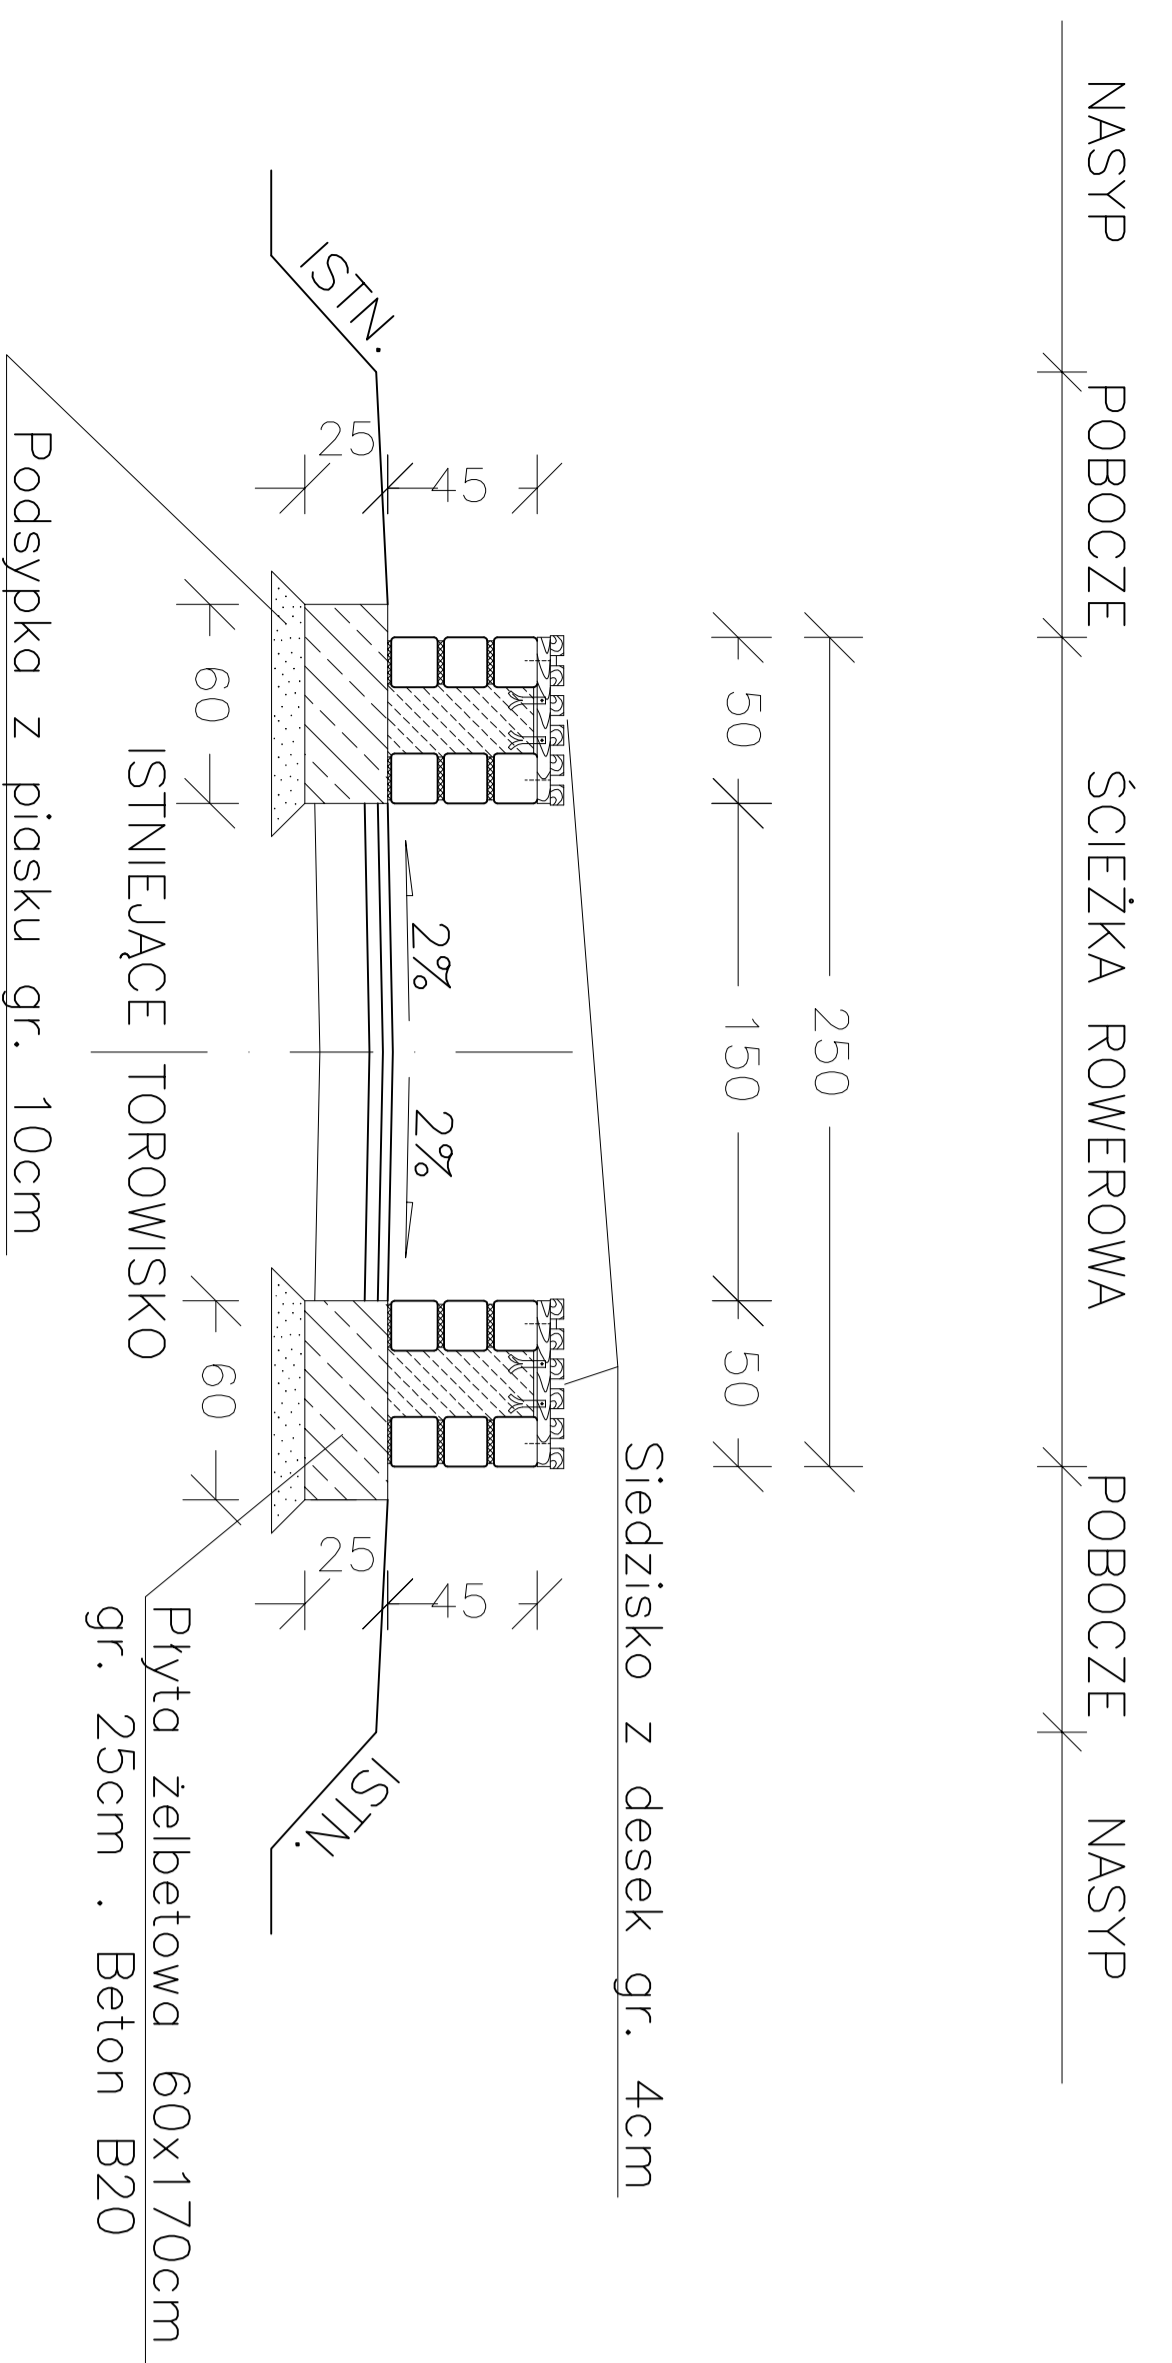 NASYP POBOCZE ŚCIEŻKA ROWEROWA POBOCZE NASYP
250
50 150 50
Siedzisko z desek gr. 4cm
45 45
2% 2%
ISTN. ISTN.
25 25
60 60
ISTNIEJĄCE TOROWISKO
Płyta żelbetowa 60x170cm
gr. 25cm . Beton B20
Podsypka z piasku gr. 10cm